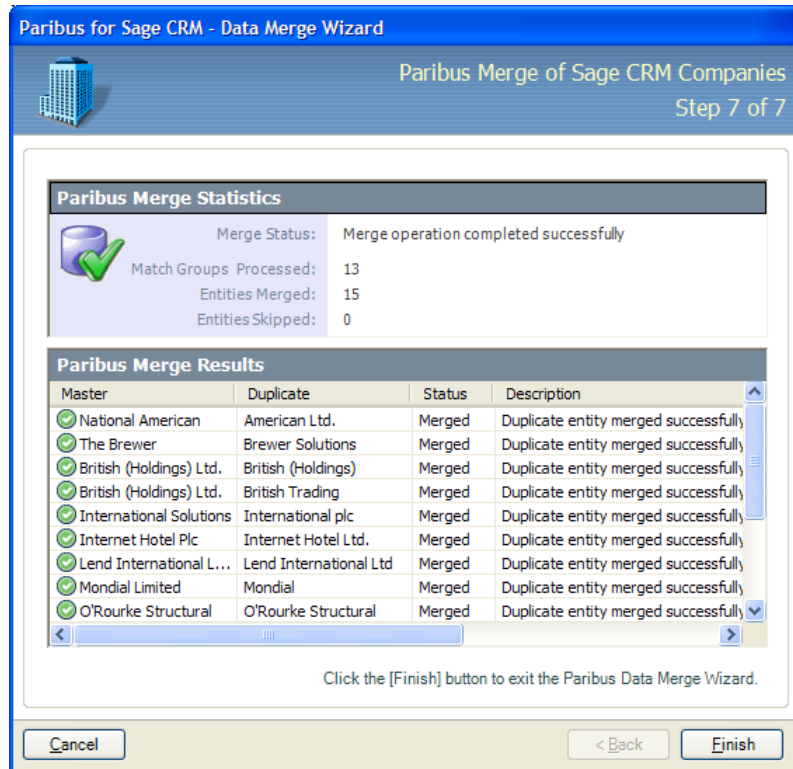 Paribus for Sage CRM - Data Merge Wizard
Paribus Merge of Sage CRM Companies
Step 7 of 7
Paribus Merge Statistics
Merge Status: Merge operation completed successfully
Match Groups Processed: 13
Entities Merged: 15
Entities Skipped: 0
Paribus Merge Results
Master Duplicate Status Description
National American American Ltd. Merged Duplicate entity merged successfully
The Brewer Brewer Solutions Merged Duplicate entity merged successfully
British (Holdings) Ltd. British (Holdings) Merged Duplicate entity merged successfully
British (Holdings) Ltd. British Trading Merged Duplicate entity merged successfully
International Solutions International plc Merged Duplicate entity merged successfully
Internet Hotel Plc Internet Hotel Ltd. Merged Duplicate entity merged successfully
Lend International L... Lend International Ltd Merged Duplicate entity merged successfully
Mondial Limited Mondial Merged Duplicate entity merged successfully
O'Rourke Structural O'Rourke Structural Merged Duplicate entity merged successfully
Click the [Finish] button to exit the Paribus Data Merge Wizard.
Cancel < Back Finish